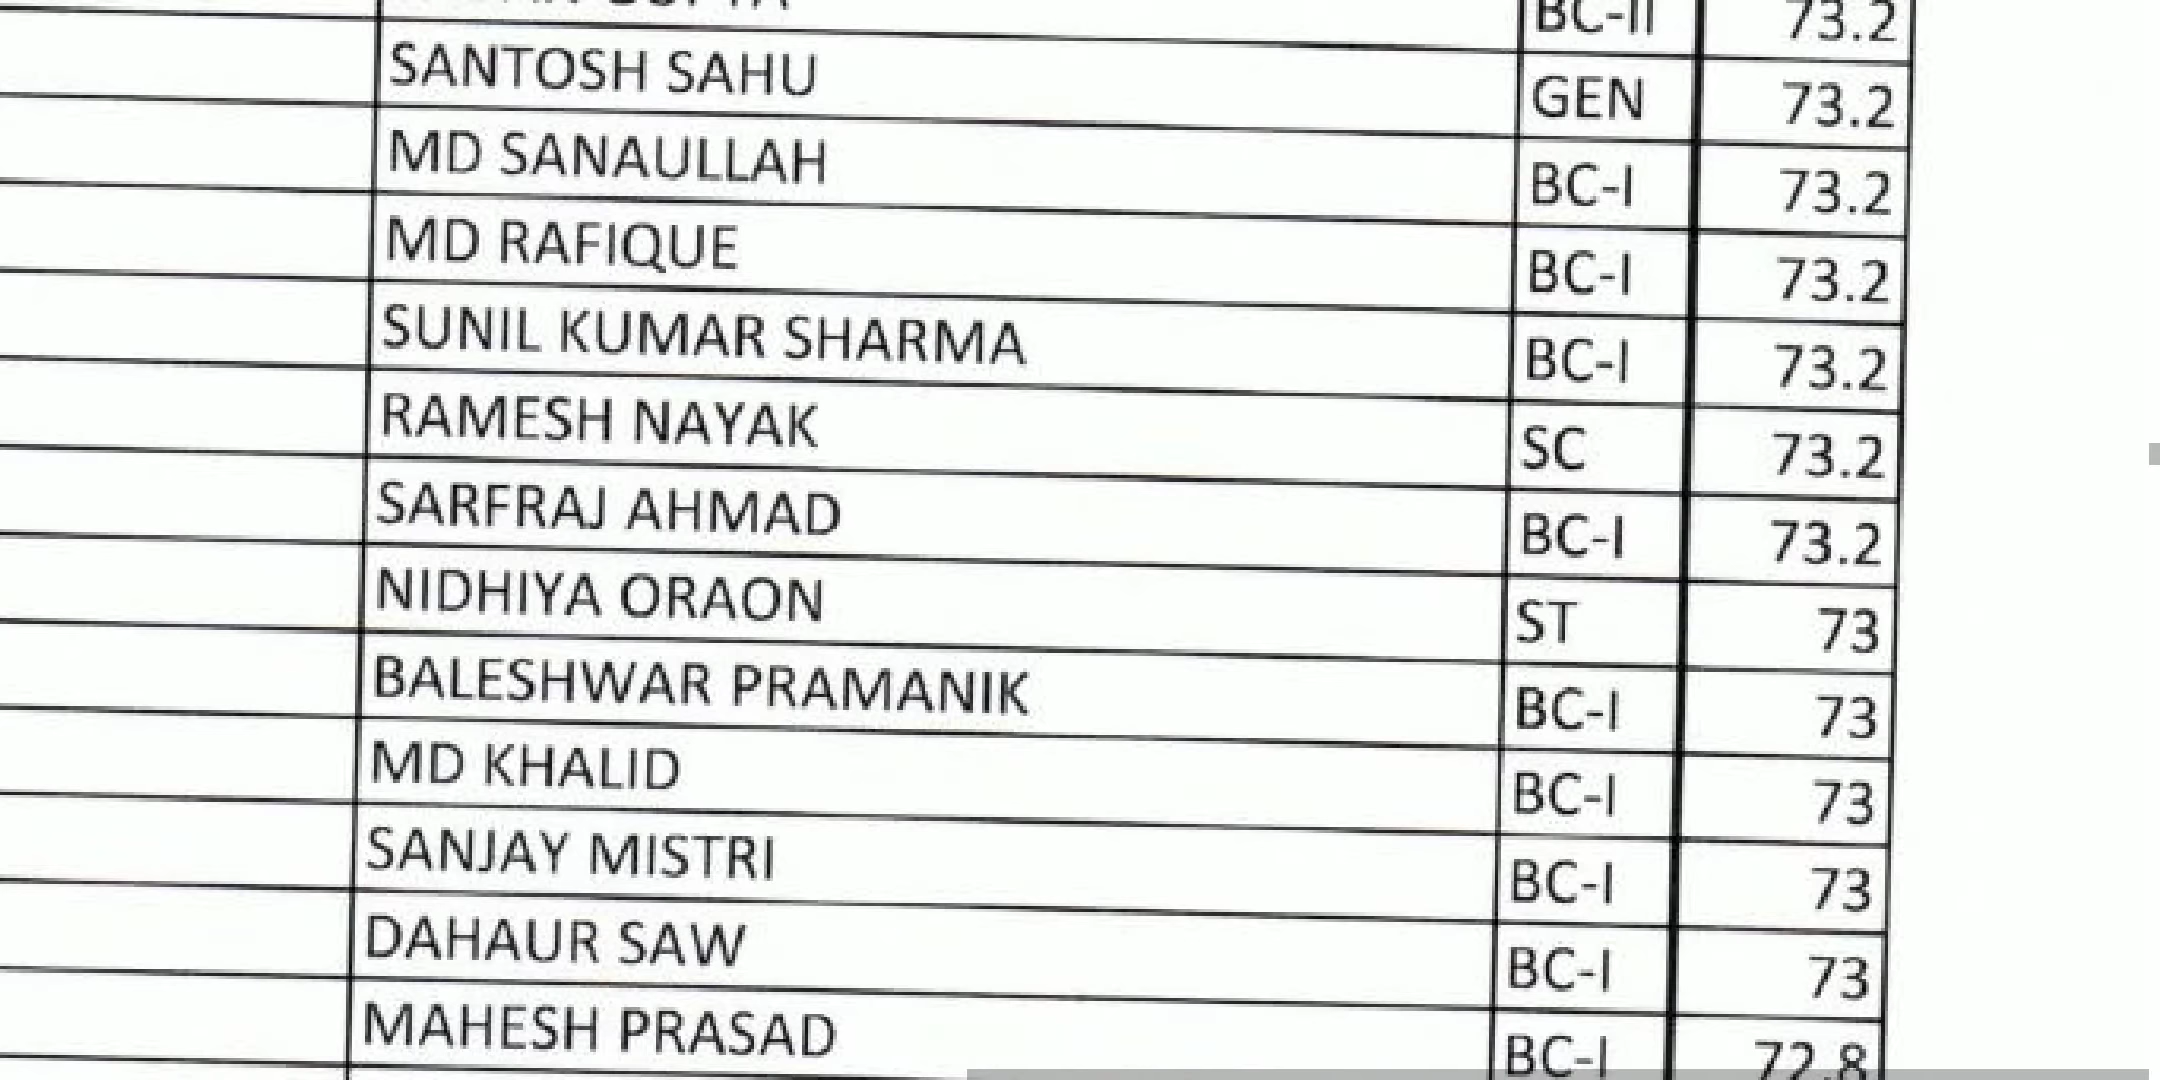 BC-II 73.2
SANTOSH SAHU GEN 73.2
MD SANAULLAH BC-I 73.2
MD RAFIQUE BC-I 73.2
SUNIL KUMAR SHARMA BC-I 73.2
RAMESH NAYAK SC 73.2
SARFRAJ AHMAD BC-I 73.2
NIDHIYA ORAON ST 73
BALESHWAR PRAMANIK BC-I 73
MD KHALID BC-I 73
SANJAY MISTRI BC-I 73
DAHAUR SAW BC-I 73
MAHESH PRASAD BC-I 72.8